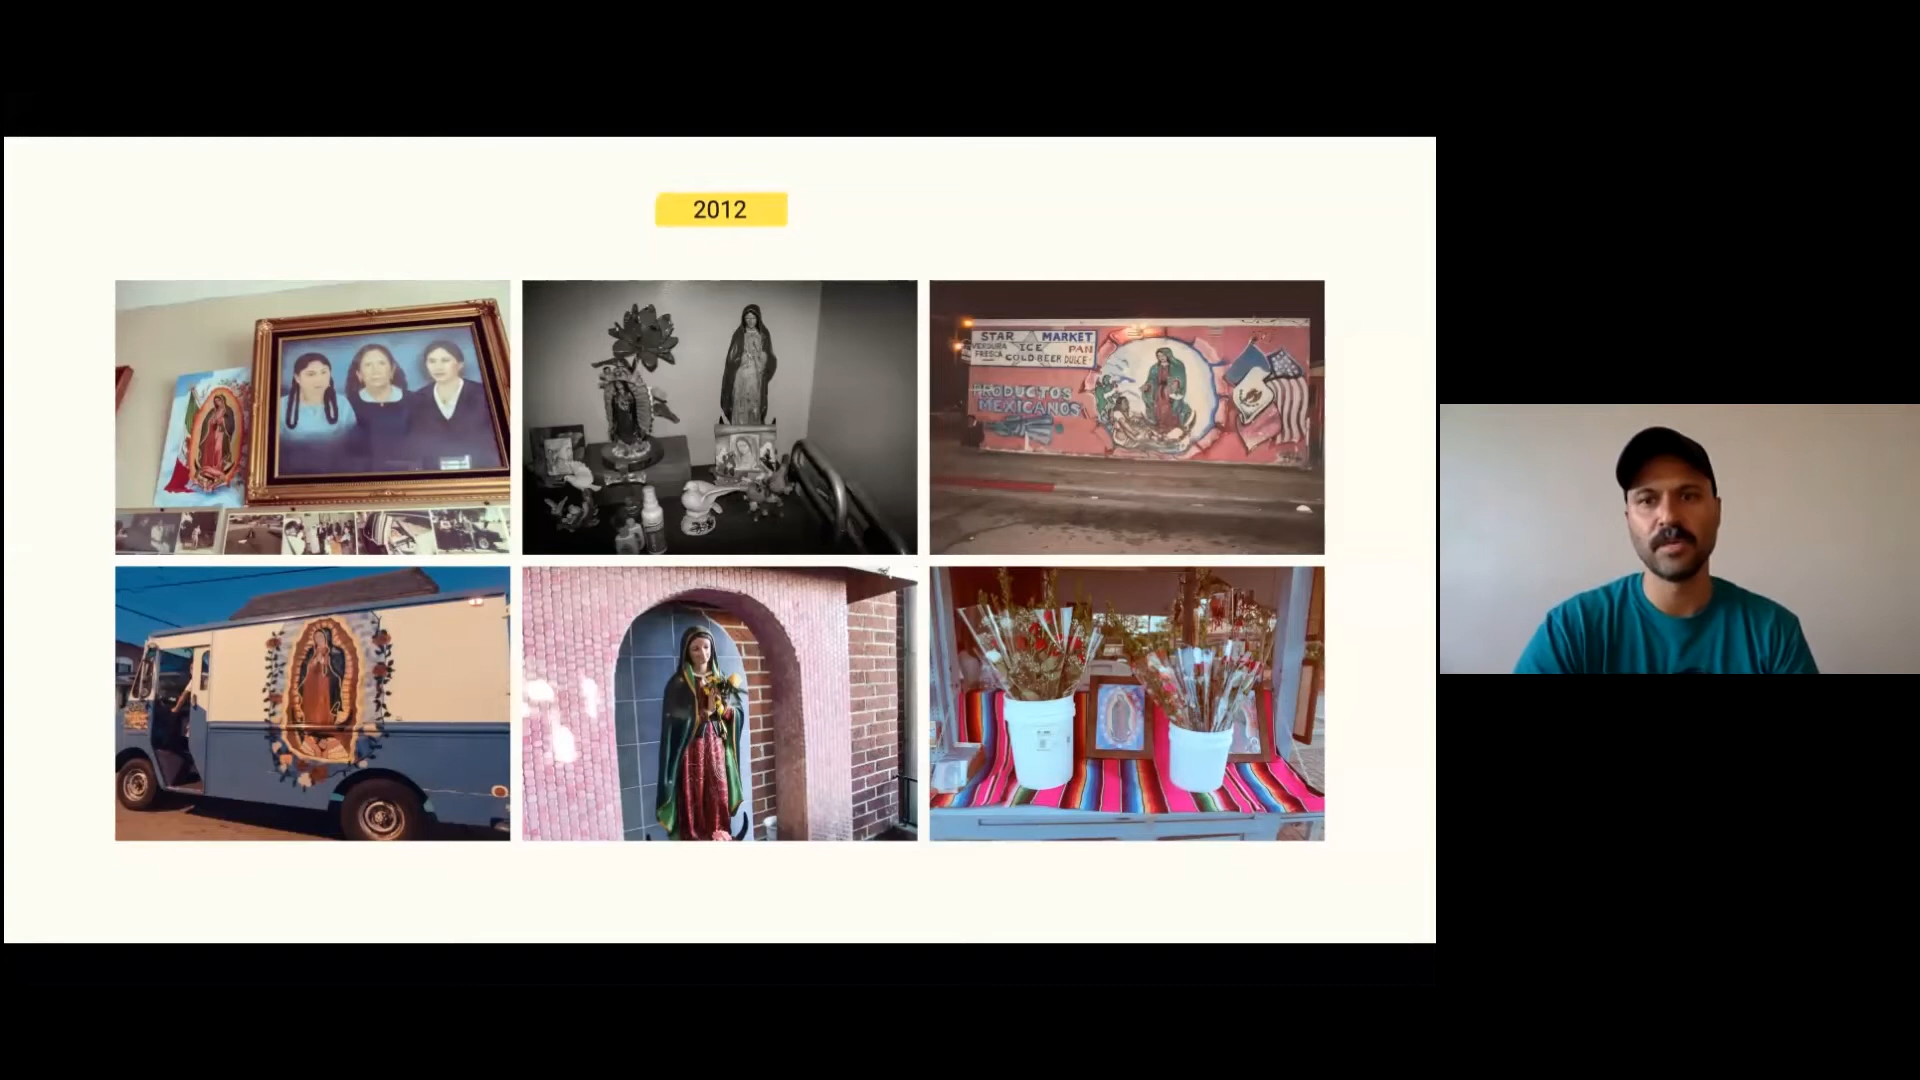 2012
STAR MARKET
VERDURA ICE PAN
FRESCA COLD BEER DULCE
PRODUCTOS
MEXICANOS